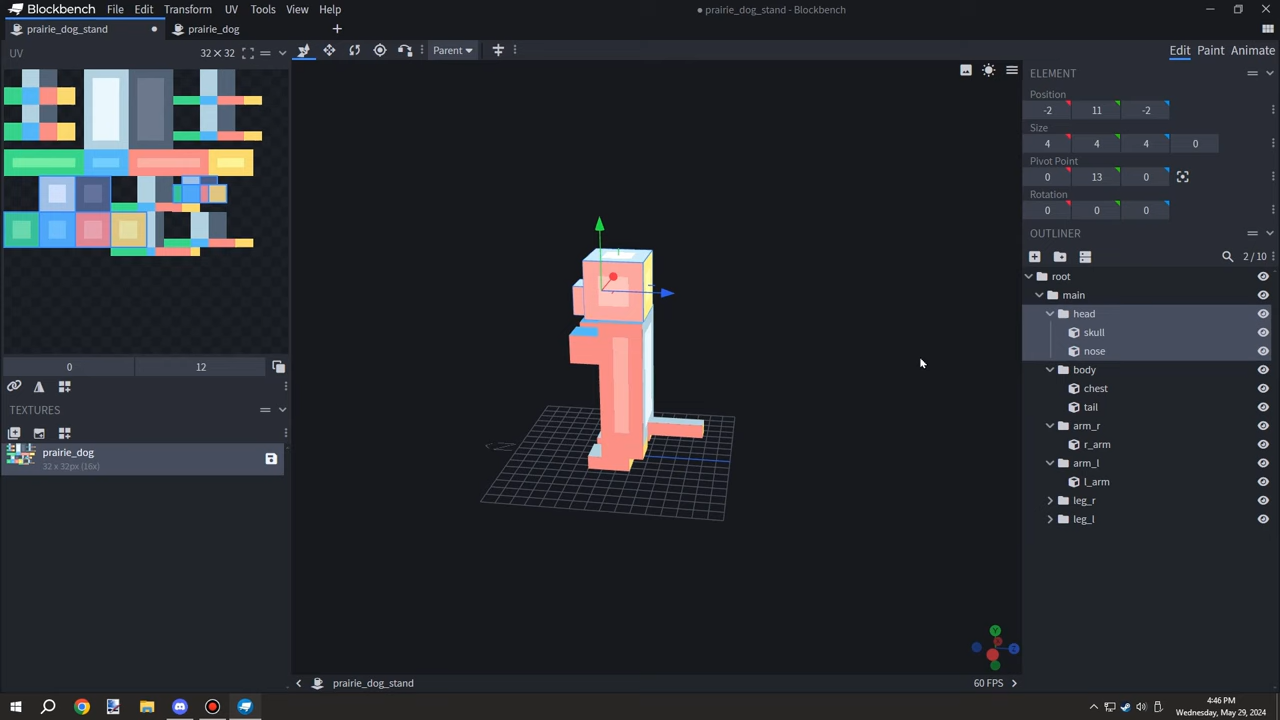 Blockbench File Edit Transform UV Tools View Help
prairie_dog_stand - Blockbench
prairie_dog_stand prairie_dog
UV 32 × 32
Parent
Edit Paint Animate
ELEMENT
Position
-2 11 -2
Size
4 4 4 0
Pivot Point
0 13 0
Rotation
0 0 0
OUTLINER
2 / 10
root
main
head
skull
nose
body
chest
tail
arm_r
r_arm
arm_l
l_arm
leg_r
leg_l
0 12
TEXTURES
prairie_dog
32 x 32px (16x)
prairie_dog_stand
60 FPS
4:46 PM
Wednesday, May 29, 2024